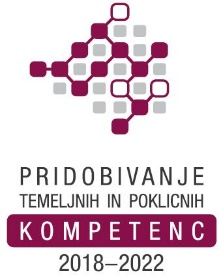 PRIDOBIVANJE
TEMELJNIH IN POKLICNIH
KOMPETENC
2018–2022